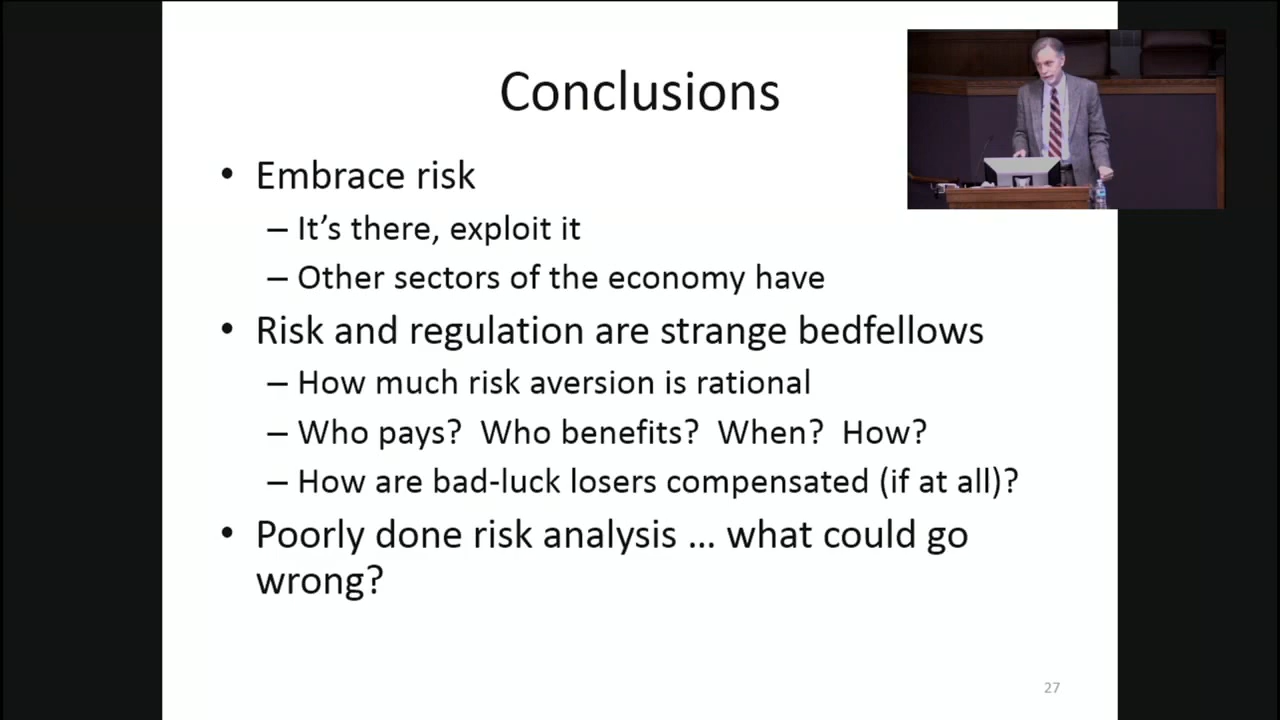 Conclusions
• Embrace risk
– It's there, exploit it
– Other sectors of the economy have
• Risk and regulation are strange bedfellows
– How much risk aversion is rational
– Who pays?  Who benefits?  When?  How?
– How are bad-luck losers compensated (if at all)?
• Poorly done risk analysis … what could go
wrong?
27